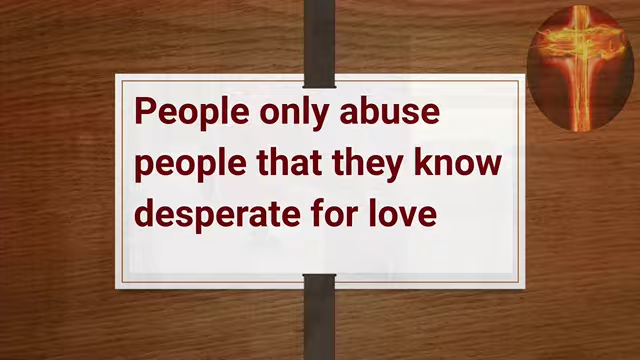 People only abuse
people that they know
desperate for love